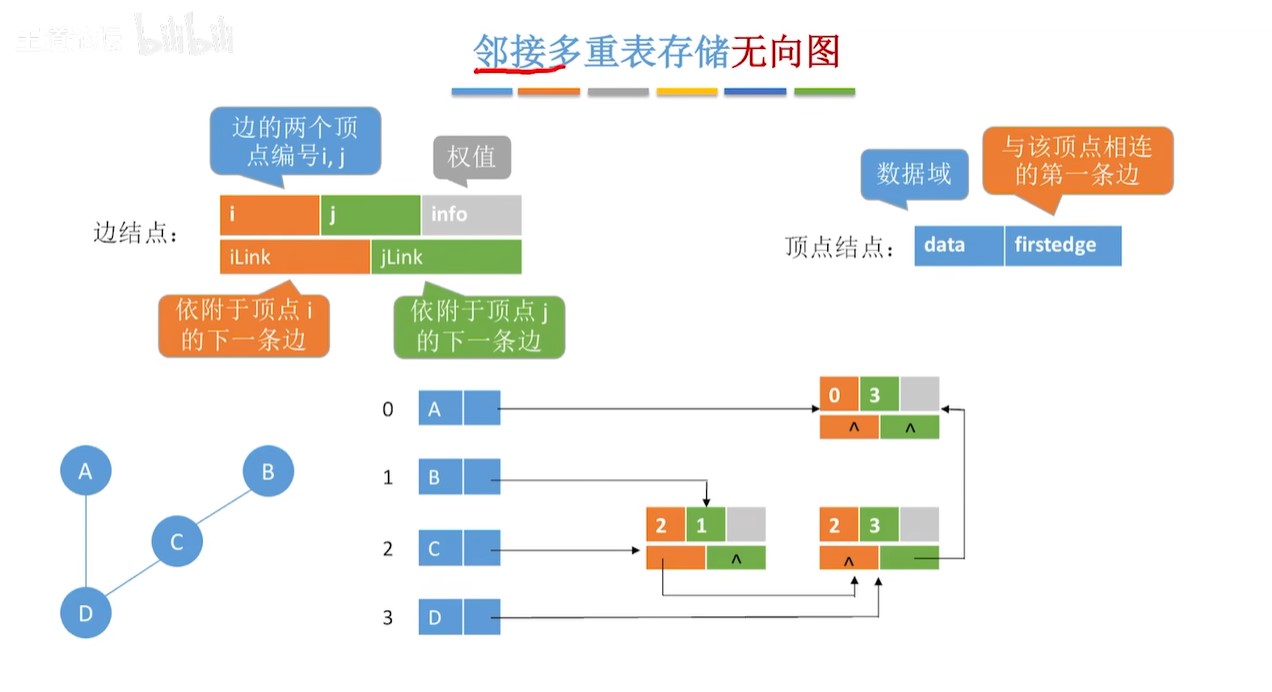 bilibili
邻接多重表存储无向图
边的两个顶
点编号i, j
权值
数据域
与该顶点相连
的第一条边
边结点：
i
j
info
iLink
jLink
顶点结点：
data
firstedge
依附于顶点 i
的下一条边
依附于顶点 j
的下一条边
0
A
0
3
^
^
A
B
1
B
2
1
2
3
C
2
C
^
^
D
3
D